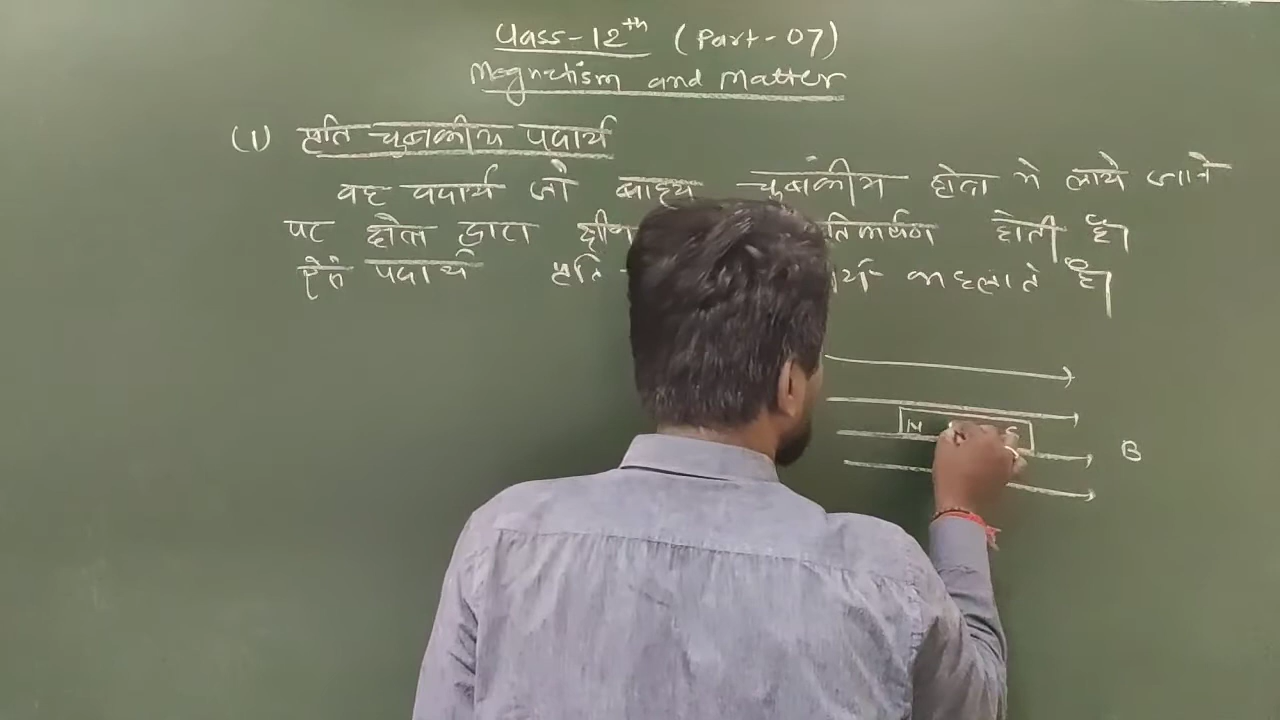 Class-12th (Part-07)
Magnetism and Matter
(1) प्रति चुम्बकीय पदार्थ
वह पदार्थ जो बाह्य चुम्बकीय क्षेत्र मे लाये जाने
पर क्षेत्र द्वारा प्रतिकर्षण होती है।
ऐसे पदार्थ प्रति कहलाते है।
N S
B